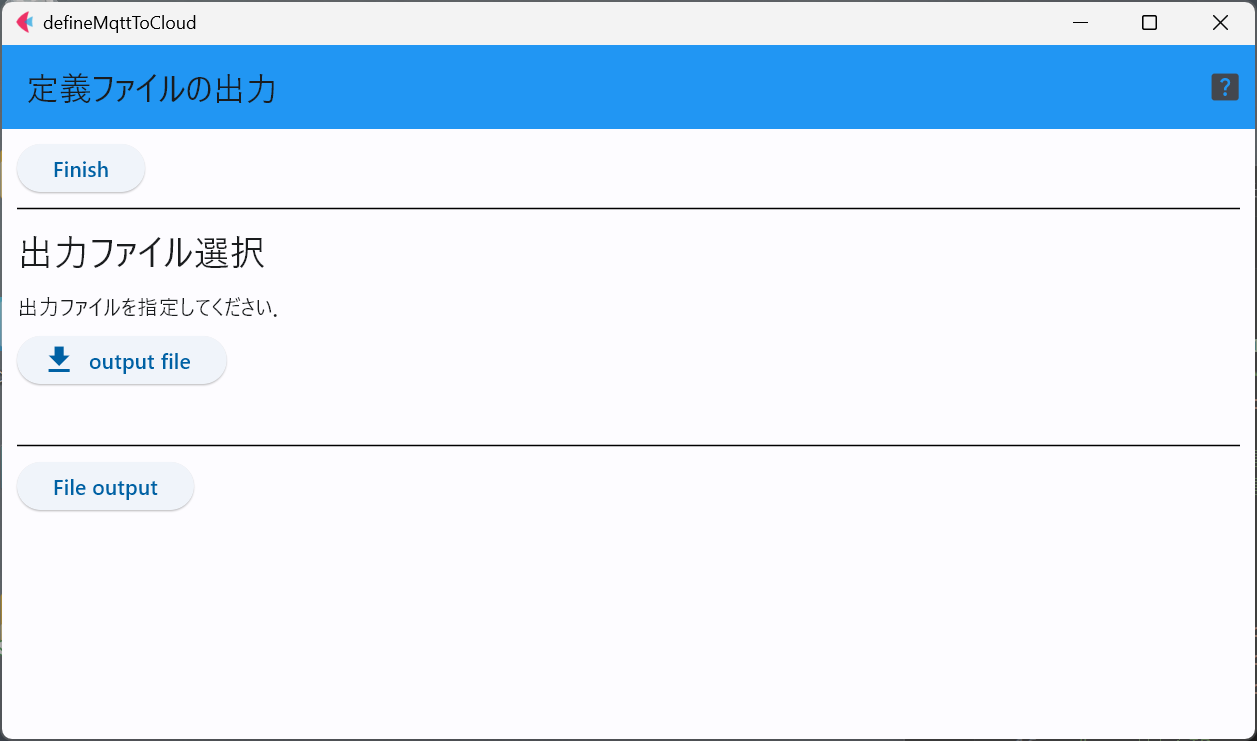 defineMqttToCloud
定義ファイルの出力
?
Finish
出力ファイル選択
出力ファイルを指定してください.
output file
File output